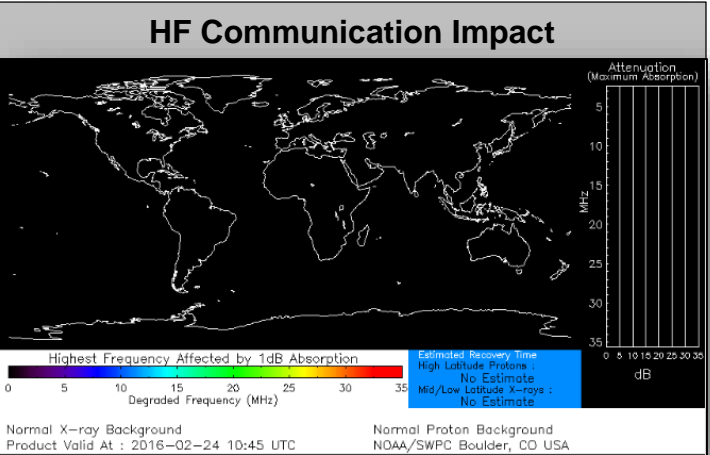 HF Communication Impact
Attenuation
(Maximum Absorption)
5
10
15
20
25
30
35
MHz
0 5 10 15 20 25 30 35
dB
Highest Frequency Affected by 1dB Absorption
0 5 10 15 20 25 30 35
Degraded Frequency (MHz)
Estimated Recovery Time
High Latitude Protons :
No Estimate
Mid/Low Latitude X-rays :
No Estimate
Normal X-ray Background
Product Valid At : 2016-02-24 10:45 UTC
Normal Proton Background
NOAA/SWPC Boulder, CO USA